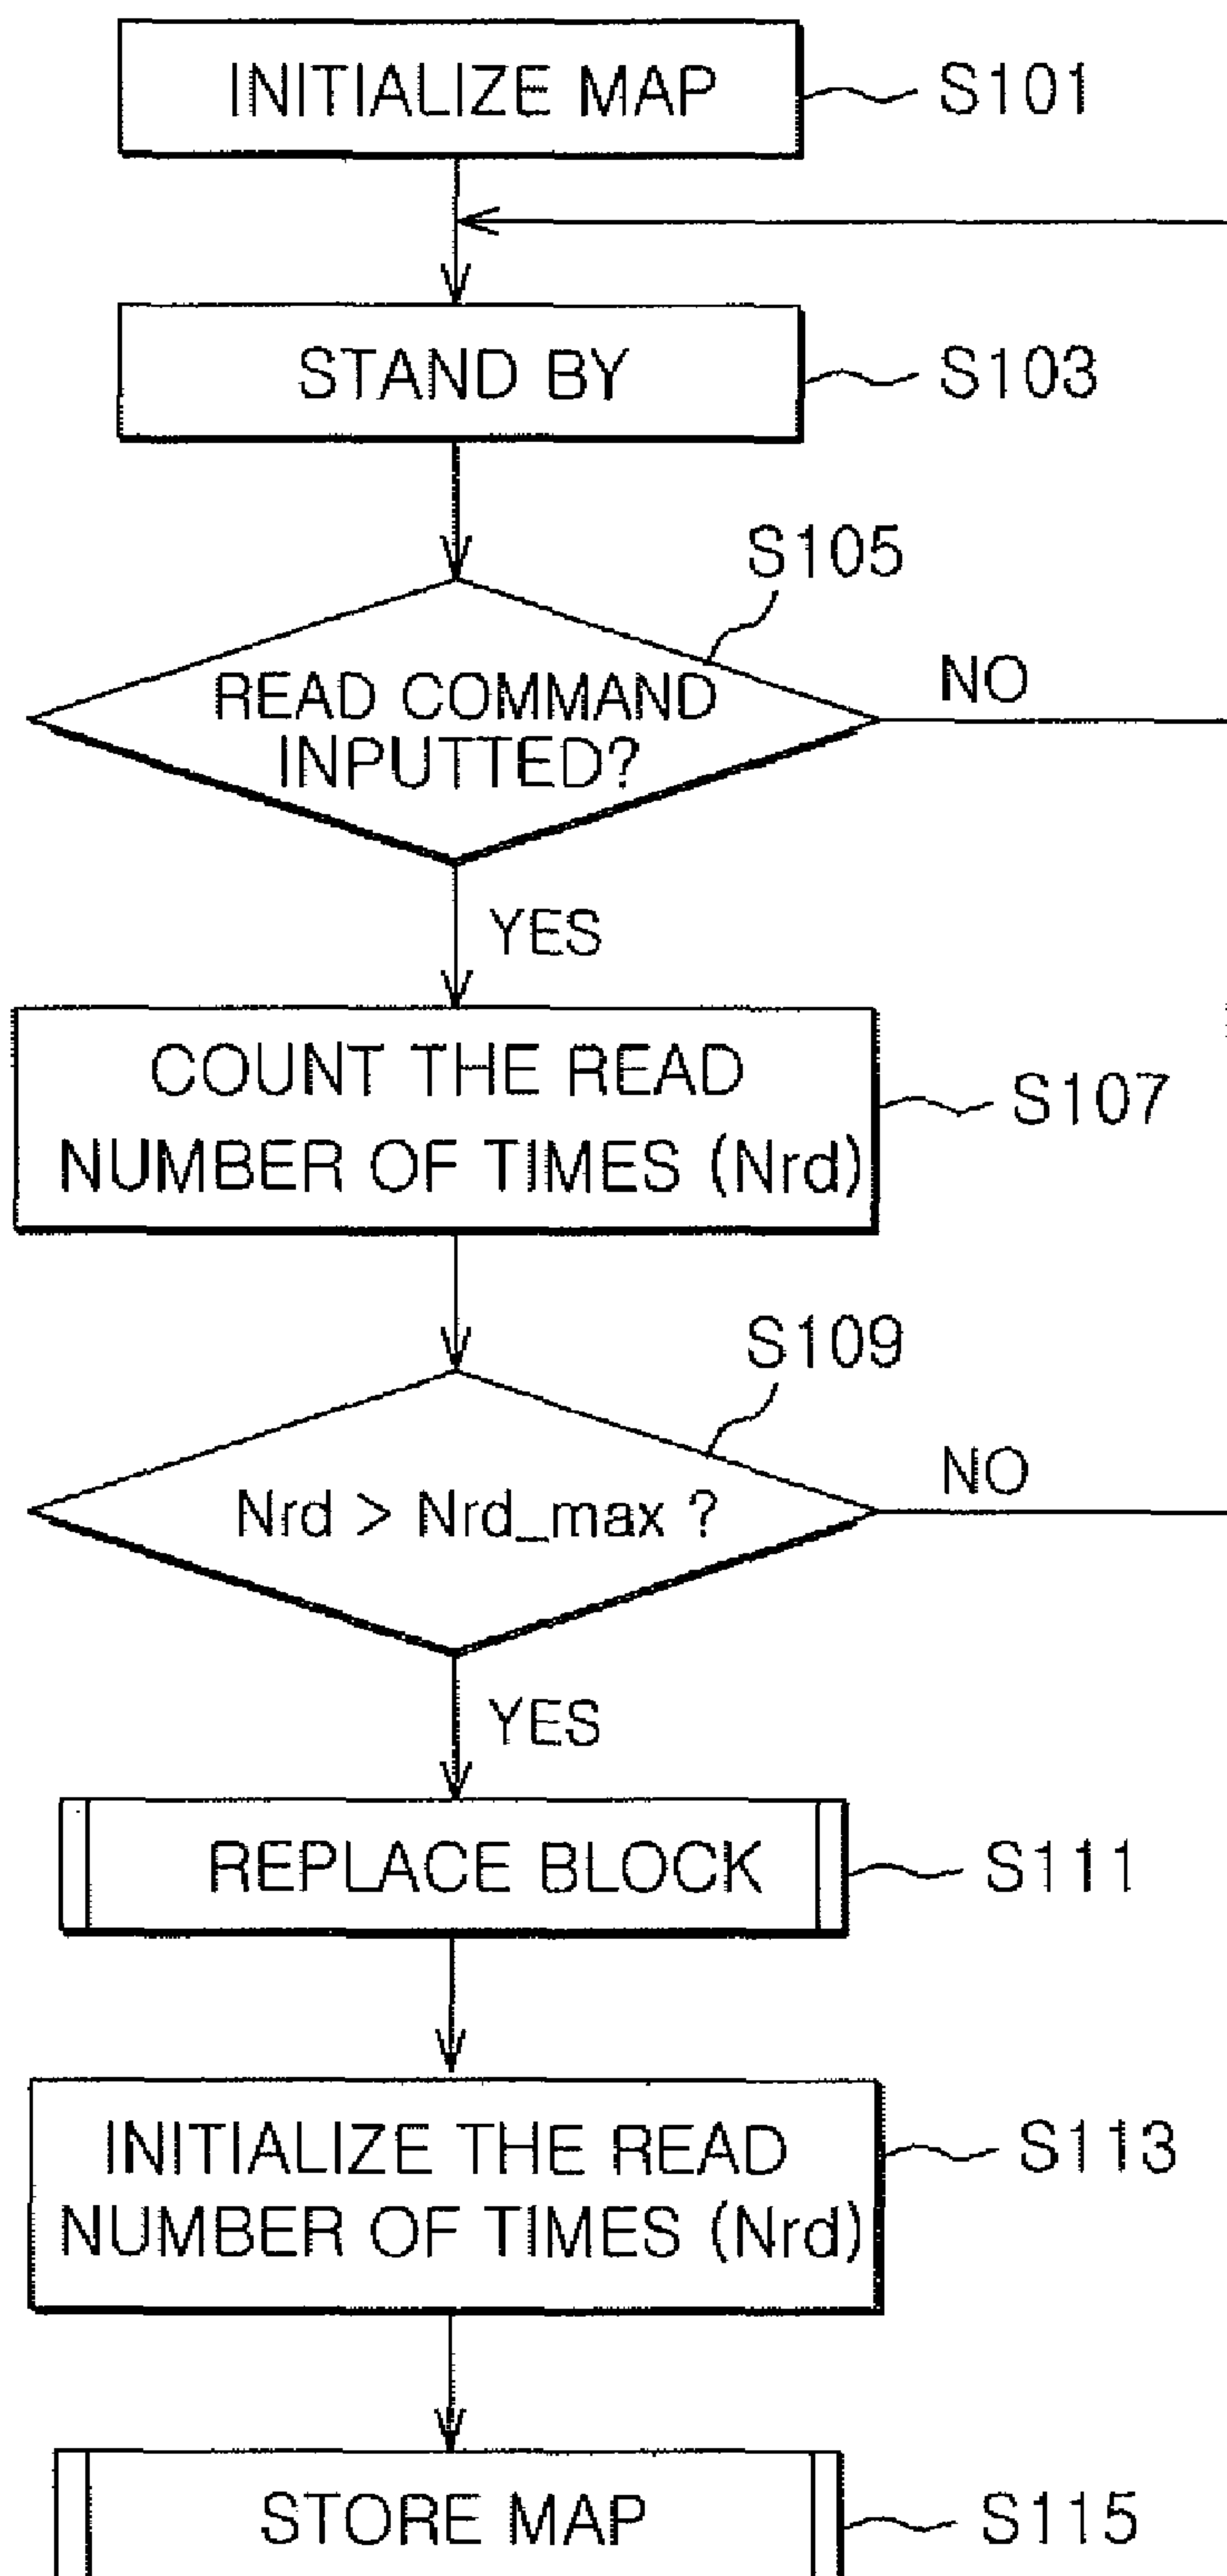 INITIALIZE MAP
S101
STAND BY
S103
S105
READ COMMAND
INPUTTED?
NO
YES
COUNT THE READ
NUMBER OF TIMES (Nrd)
S107
S109
Nrd > Nrd_max ?
NO
YES
REPLACE BLOCK
S111
INITIALIZE THE READ
NUMBER OF TIMES (Nrd)
S113
STORE MAP
S115